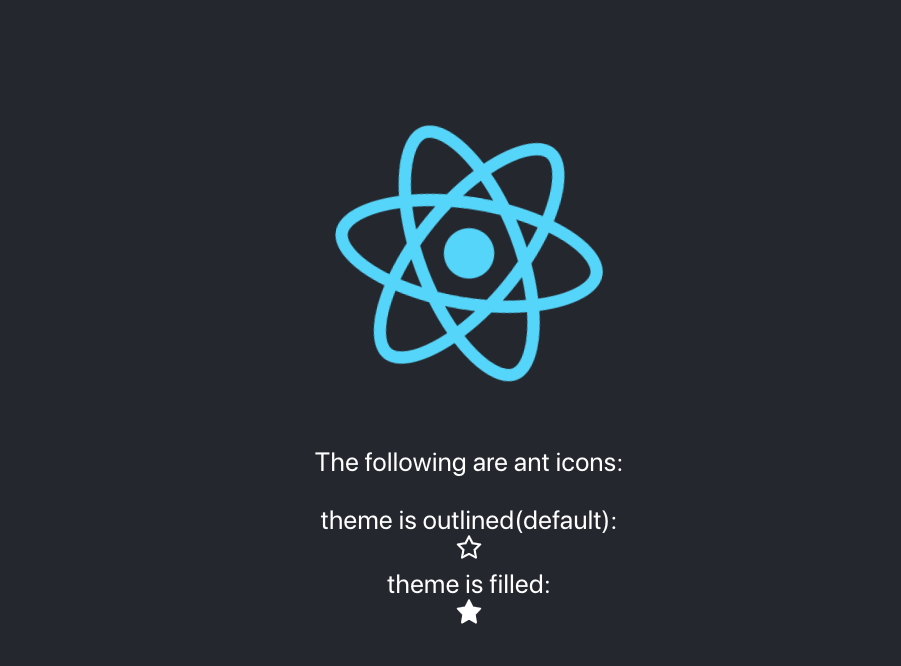 The following are ant icons:
theme is outlined(default):
theme is filled: